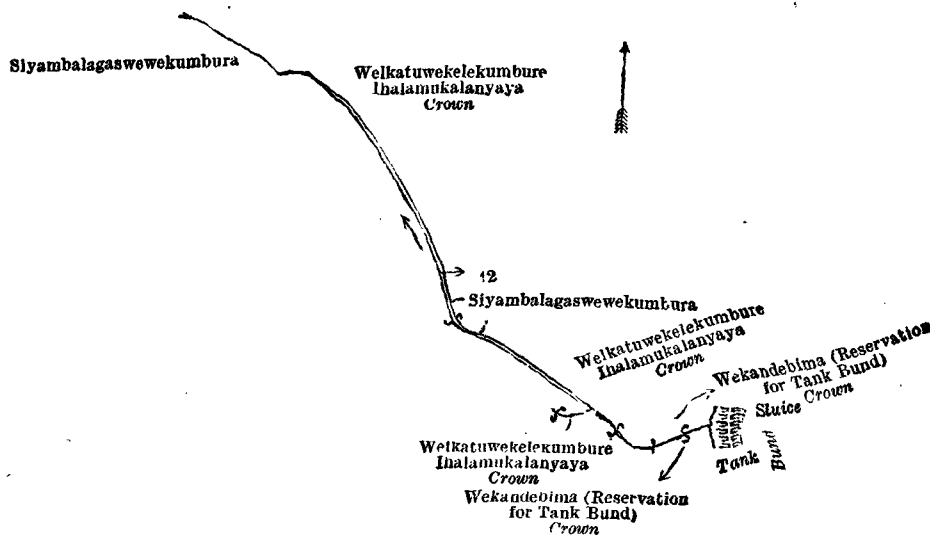 Siyambalagaswewekumbura
Welkatuwekelekumbure
Ihalamukalanyaya
Crown
12
Siyambalagaswewekumbura
Welkatuwekelekumbure
Ihalamukalanyaya
Crown
Wekandebima (Reservation
for Tank Bund)
Crown
Sluice
Tank
Bund
Welkatuwekelekumbure
Ihalamukalanyaya
Crown
Wekandebima (Reservation
for Tank Bund)
Crown